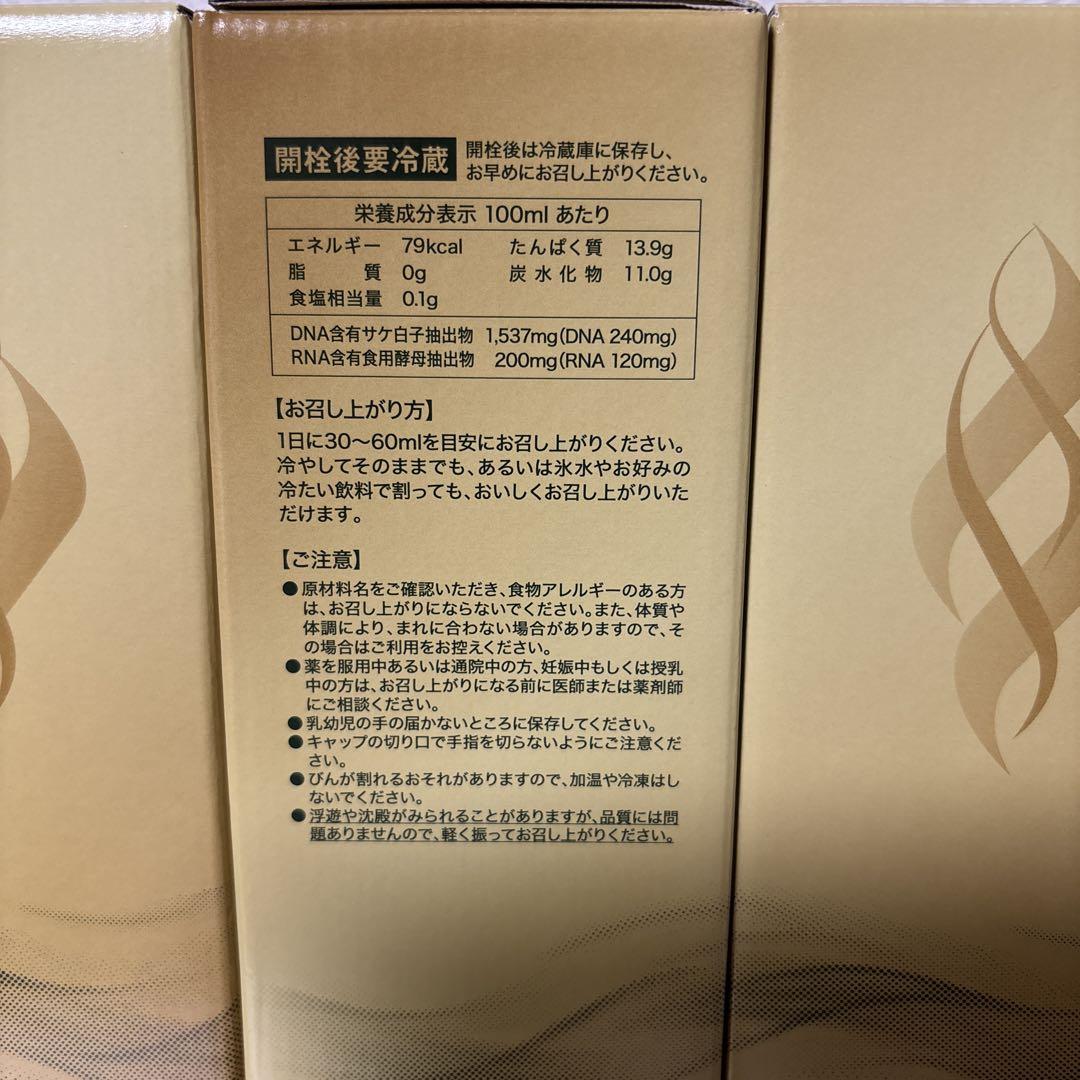 開栓後要冷蔵
開栓後は冷蔵庫に保存し、
お早めにお召し上がりください。
栄養成分表示 100ml あたり
エネルギー 79kcal たんぱく質 13.9g
脂質 0g 炭水化物 11.0g
食塩相当量 0.1g
DNA含有サケ白子抽出物 1,537mg(DNA 240mg)
RNA含有食用酵母抽出物 200mg(RNA 120mg)
【お召し上がり方】
1日に30〜60mlを目安にお召し上がりください。
冷やしてそのままでも、あるいは氷水やお好みの
冷たい飲料で割っても、おいしくお召し上がりいた
だけます。
【ご注意】
●原材料名をご確認いただき、食物アレルギーのある方
は、お召し上がりにならないでください。また、体質や
体調により、まれに合わない場合がありますので、そ
の場合はご利用をお控えください。
●薬を服用中あるいは通院中の方、妊娠中もしくは授乳
中の方は、お召し上がりになる前に医師または薬剤師
にご相談ください。
●乳幼児の手の届かないところに保存してください。
●キャップの切り口で手指を切らないようにご注意くだ
さい。
●びんが割れるおそれがありますので、加温や冷凍はし
ないでください。
●浮遊や沈殿がみられることがありますが、品質には問
題ありませんので、軽く振ってお召し上がりください。